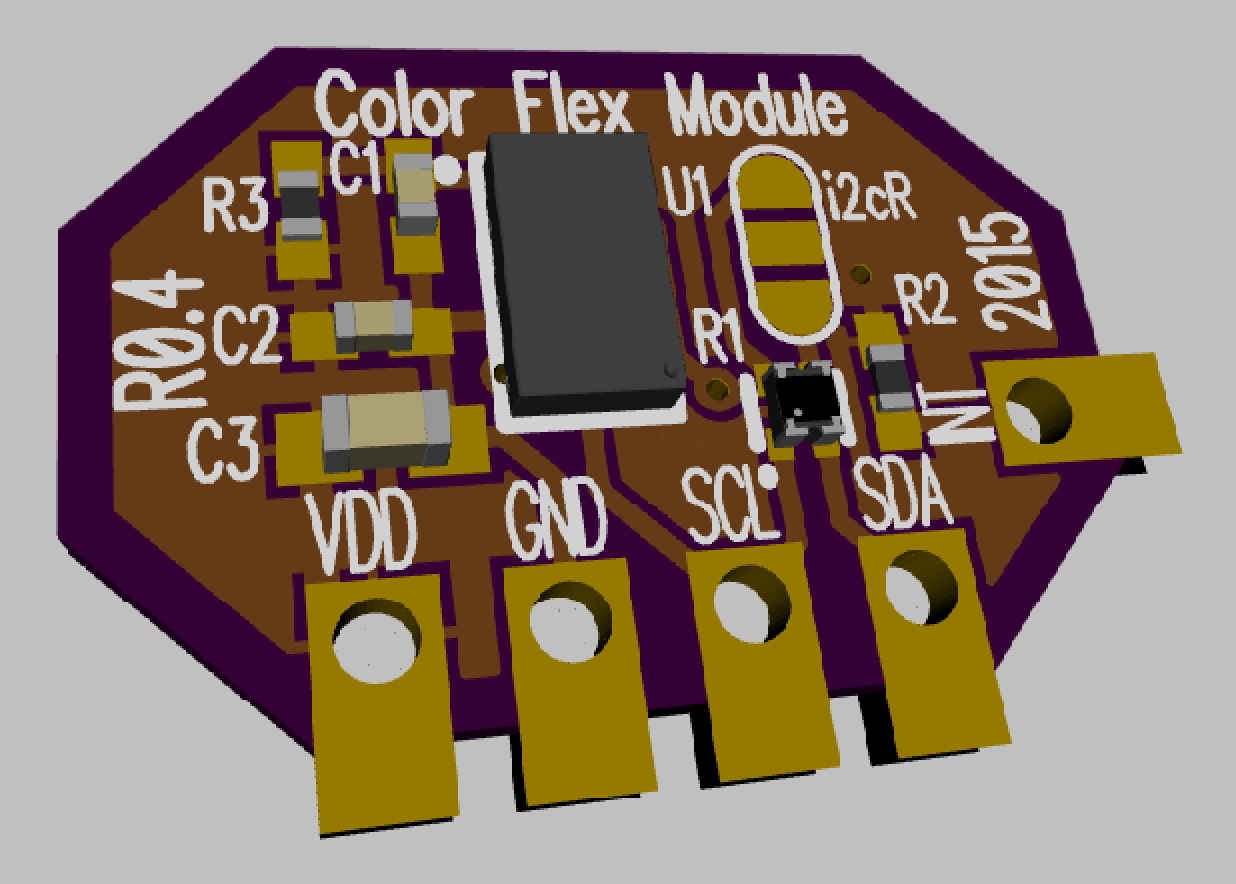 Color Flex Module
C1
U1
i2cR
R3
2015
R0.4
C2
R1
R2
C3
INT
VDD
GND
SCL
SDA